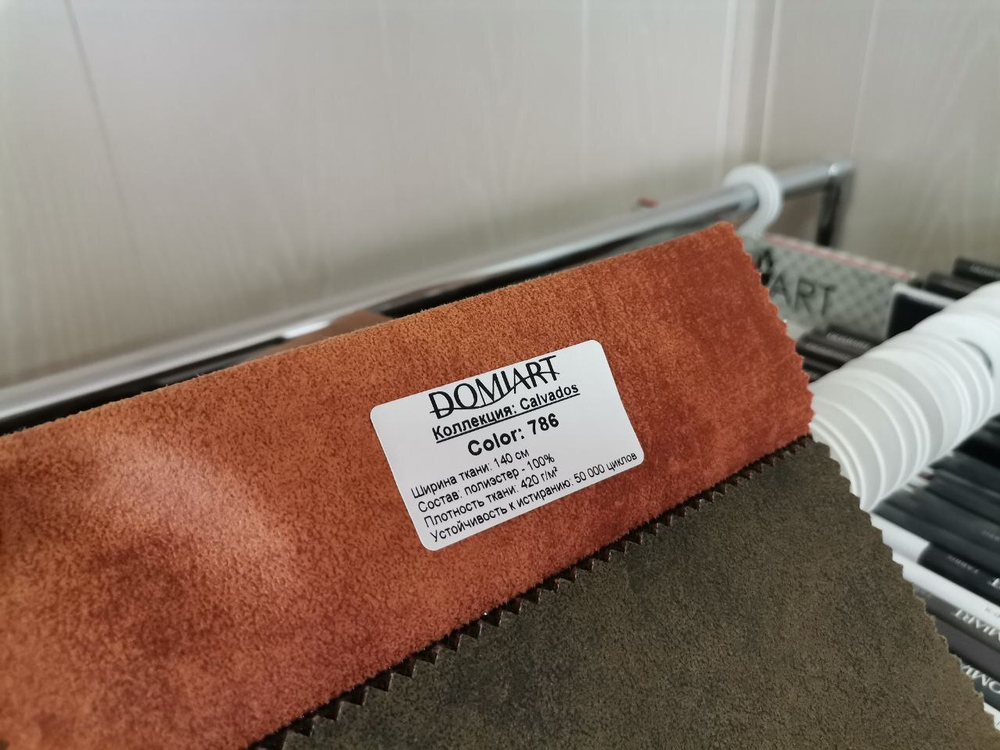 DOMIART
Коллекция: Calvados
Color: 786
Ширина ткани: 140 см
Состав: полиэстер - 100%
Плотность ткани: 420 г/м²
Устойчивость к истиранию: 50 000 циклов